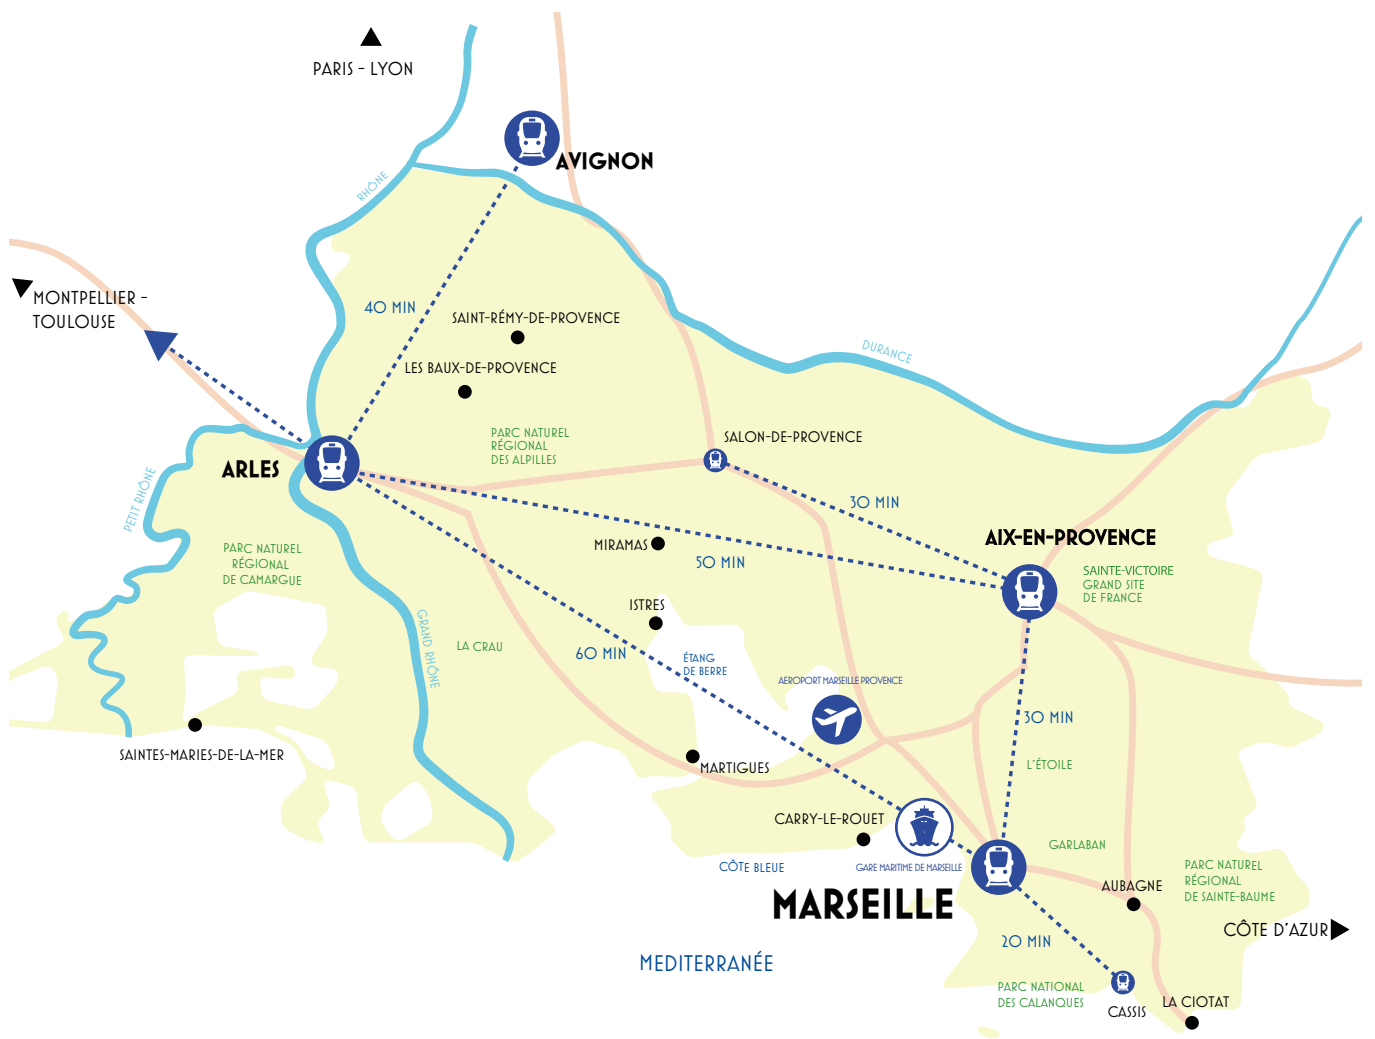 PARIS - LYON
AVIGNON
RHÔNE
MONTPELLIER -
TOULOUSE
40 MIN
SAINT-RÉMY-DE-PROVENCE
DURANCE
LES BAUX-DE-PROVENCE
PARC NATUREL
RÉGIONAL
DES ALPILLES
SALON-DE-PROVENCE
ARLES
PETIT RHÔNE
30 MIN
AIX-EN-PROVENCE
MIRAMAS
50 MIN
PARC NATUREL
RÉGIONAL
DE CAMARGUE
SAINTE-VICTOIRE
GRAND SITE
DE FRANCE
ISTRES
GRAND RHÔNE
LA CRAU
60 MIN
ÉTANG
DE BERRE
AEROPORT MARSEILLE PROVENCE
30 MIN
SAINTES-MARIES-DE-LA-MER
MARTIGUES
L'ÉTOILE
CARRY-LE-ROUET
GARLABAN
CÔTE BLEUE
GARE MARITIME DE MARSEILLE
PARC NATUREL
RÉGIONAL
DE SAINTE-BAUME
AUBAGNE
MARSEILLE
CÔTE D'AZUR
20 MIN
MEDITERRANÉE
PARC NATIONAL
DES CALANQUES
CASSIS
LA CIOTAT